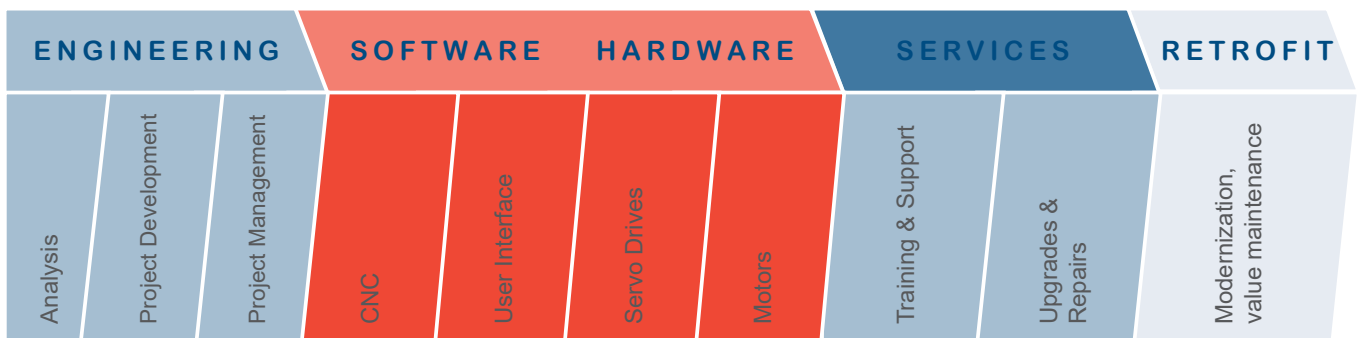 ENGINEERING
SOFTWARE HARDWARE
SERVICES
RETROFIT
Analysis
Project Development
Project Management
CNC
User Interface
Servo Drives
Motors
Training & Support
Upgrades &
Repairs
Modernization,
value maintenance